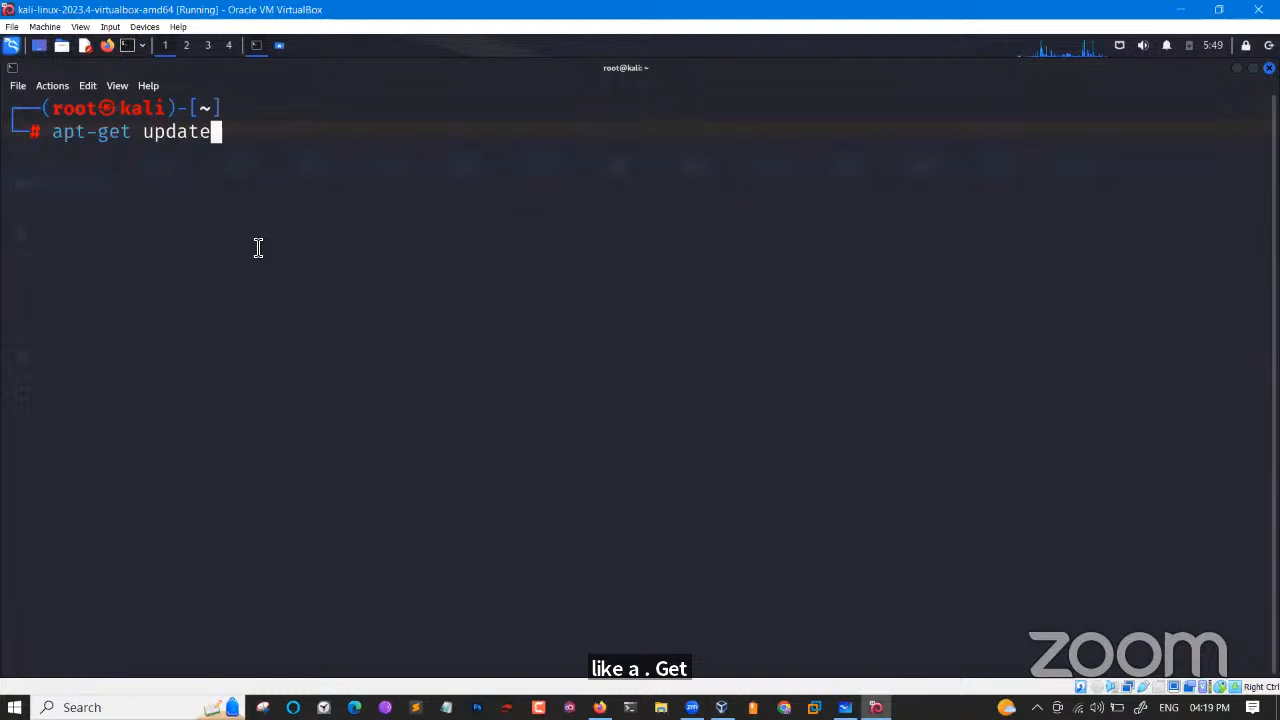 kali-linux-2023.4-virtualbox-amd64 [Running] - Oracle VM VirtualBox
File Machine View Input Devices Help
1 2 3 4 5:49
root@kali: ~
File Actions Edit View Help
┌──(root㉿kali)-[~]
└─# apt-get update
like a . Get
zoom
Right Ctrl
Search ENG 04:19 PM